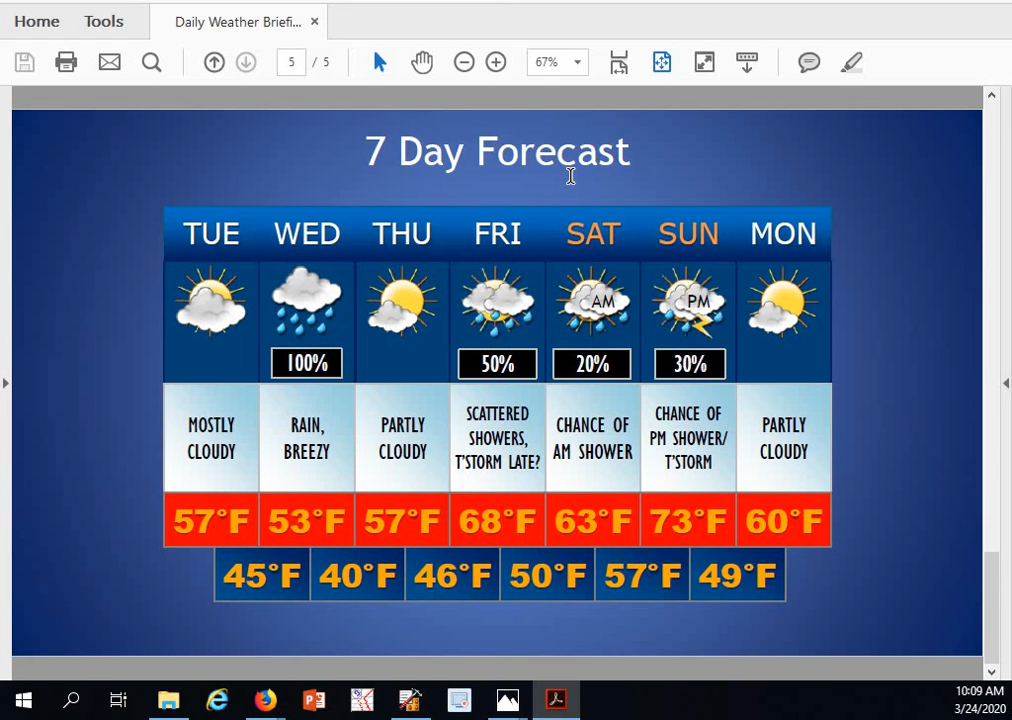 Home
Tools
Daily Weather Briefi... ×
5 / 5
67%
7 Day Forecast
TUE WED THU FRI SAT SUN MON
AM PM
100% 50% 20% 30%
MOSTLY
CLOUDY
RAIN,
BREEZY
PARTLY
CLOUDY
SCATTERED
SHOWERS,
T'STORM LATE?
CHANCE OF
AM SHOWER
CHANCE OF
PM SHOWER/
T'STORM
PARTLY
CLOUDY
57°F 53°F 57°F 68°F 63°F 73°F 60°F
45°F 40°F 46°F 50°F 57°F 49°F
10:09 AM
3/24/2020